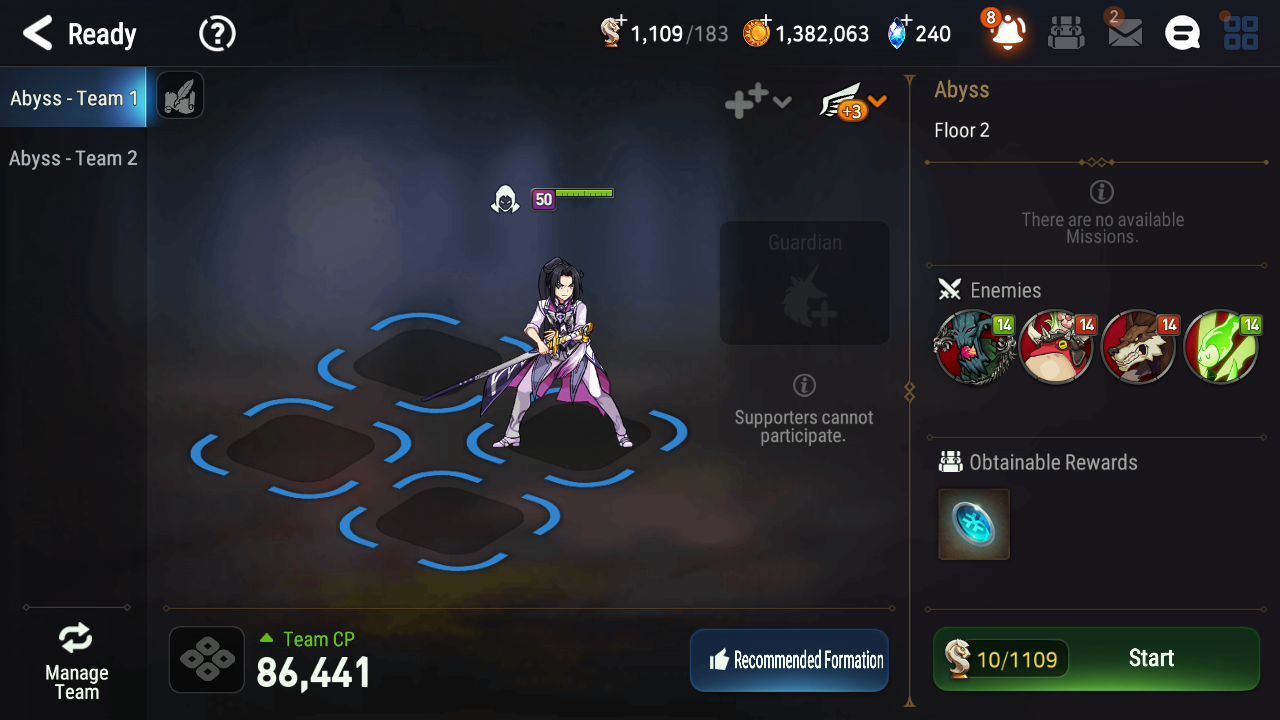 Ready
?
1,109/183
1,382,063
240
8
2
Abyss - Team 1
Abyss - Team 2
+3
50
Guardian
Supporters cannot
participate.
Abyss
Floor 2
There are no available
Missions.
Enemies
14
14
14
14
Obtainable Rewards
Manage
Team
Team CP
86,441
Recommended Formation
10/1109
Start